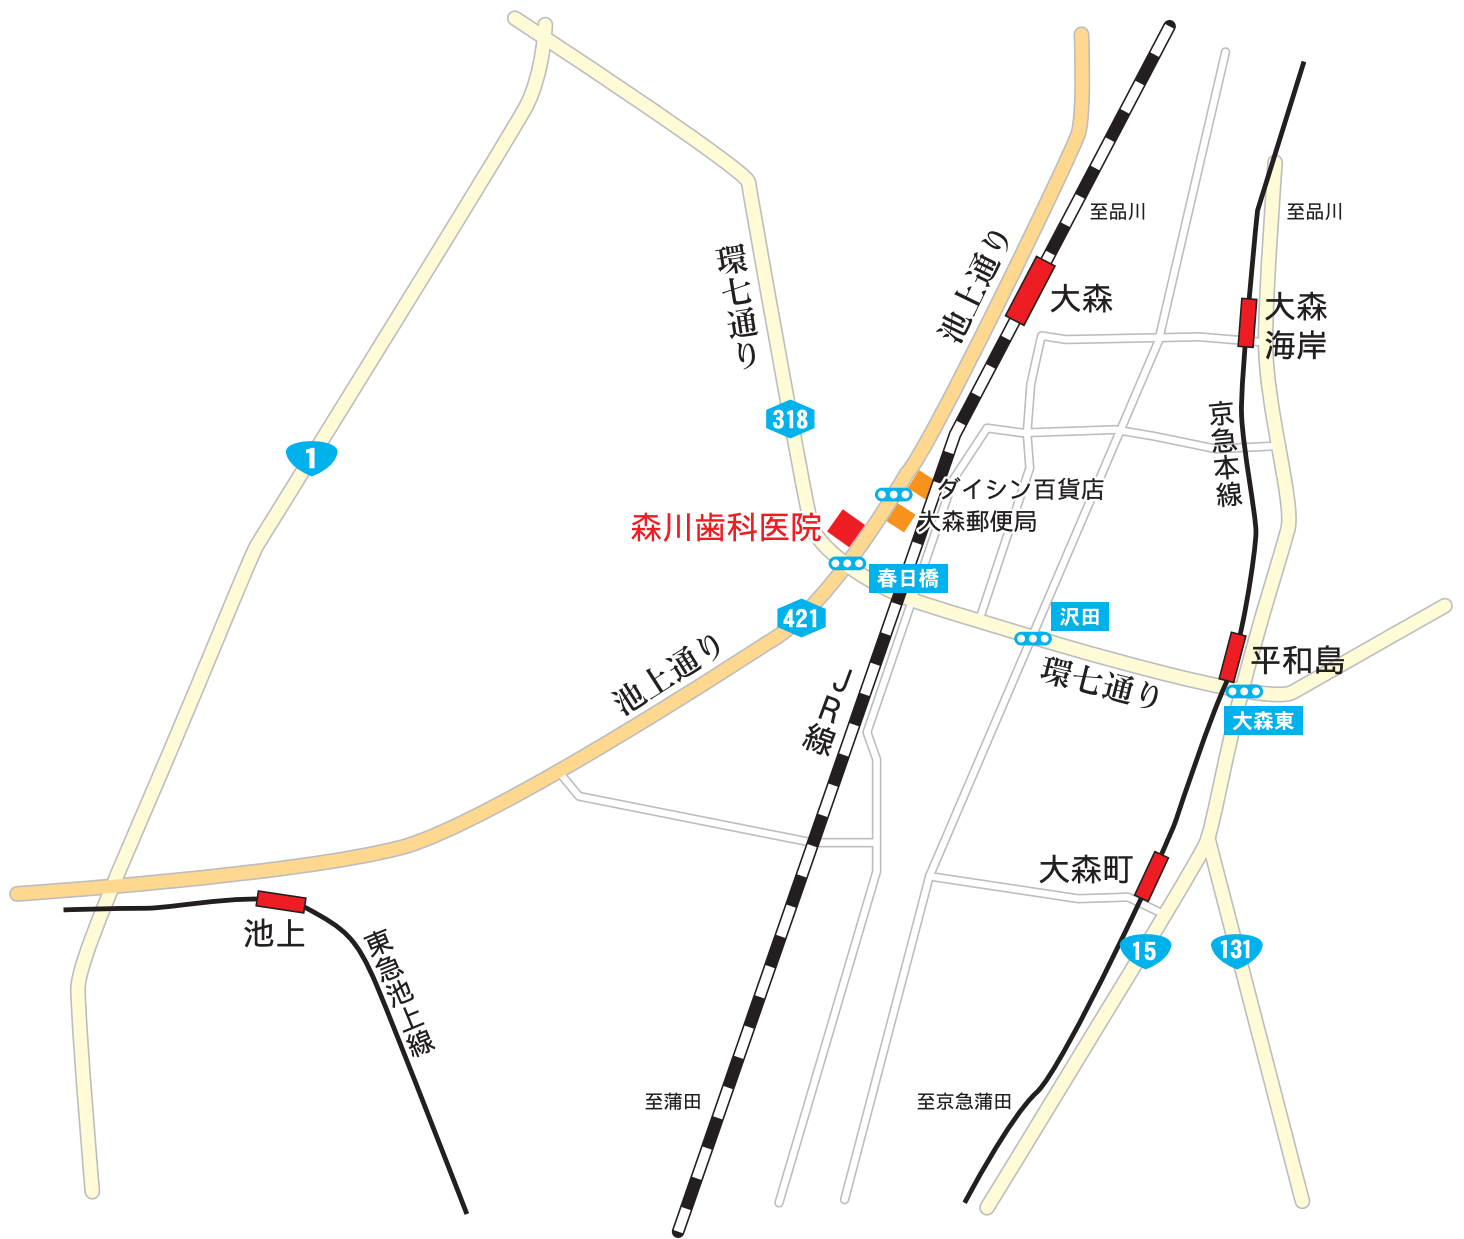 至品川
至品川
環七通り
池上通り
大森
大森
海岸
318
京急本線
1
ダイシン百貨店
大森郵便局
森川歯科医院
春日橋
421
沢田
池上通り
環七通り
平和島
JR線
大森東
大森町
池上
東急池上線
15
131
至蒲田
至京急蒲田